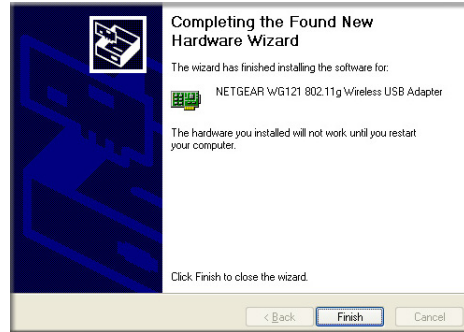 Completing the Found New
Hardware Wizard
The wizard has finished installing the software for:
NETGEAR WG121 802.11g Wireless USB Adapter
The hardware you installed will not work until you restart
your computer.
Click Finish to close the wizard.
< Back Finish Cancel